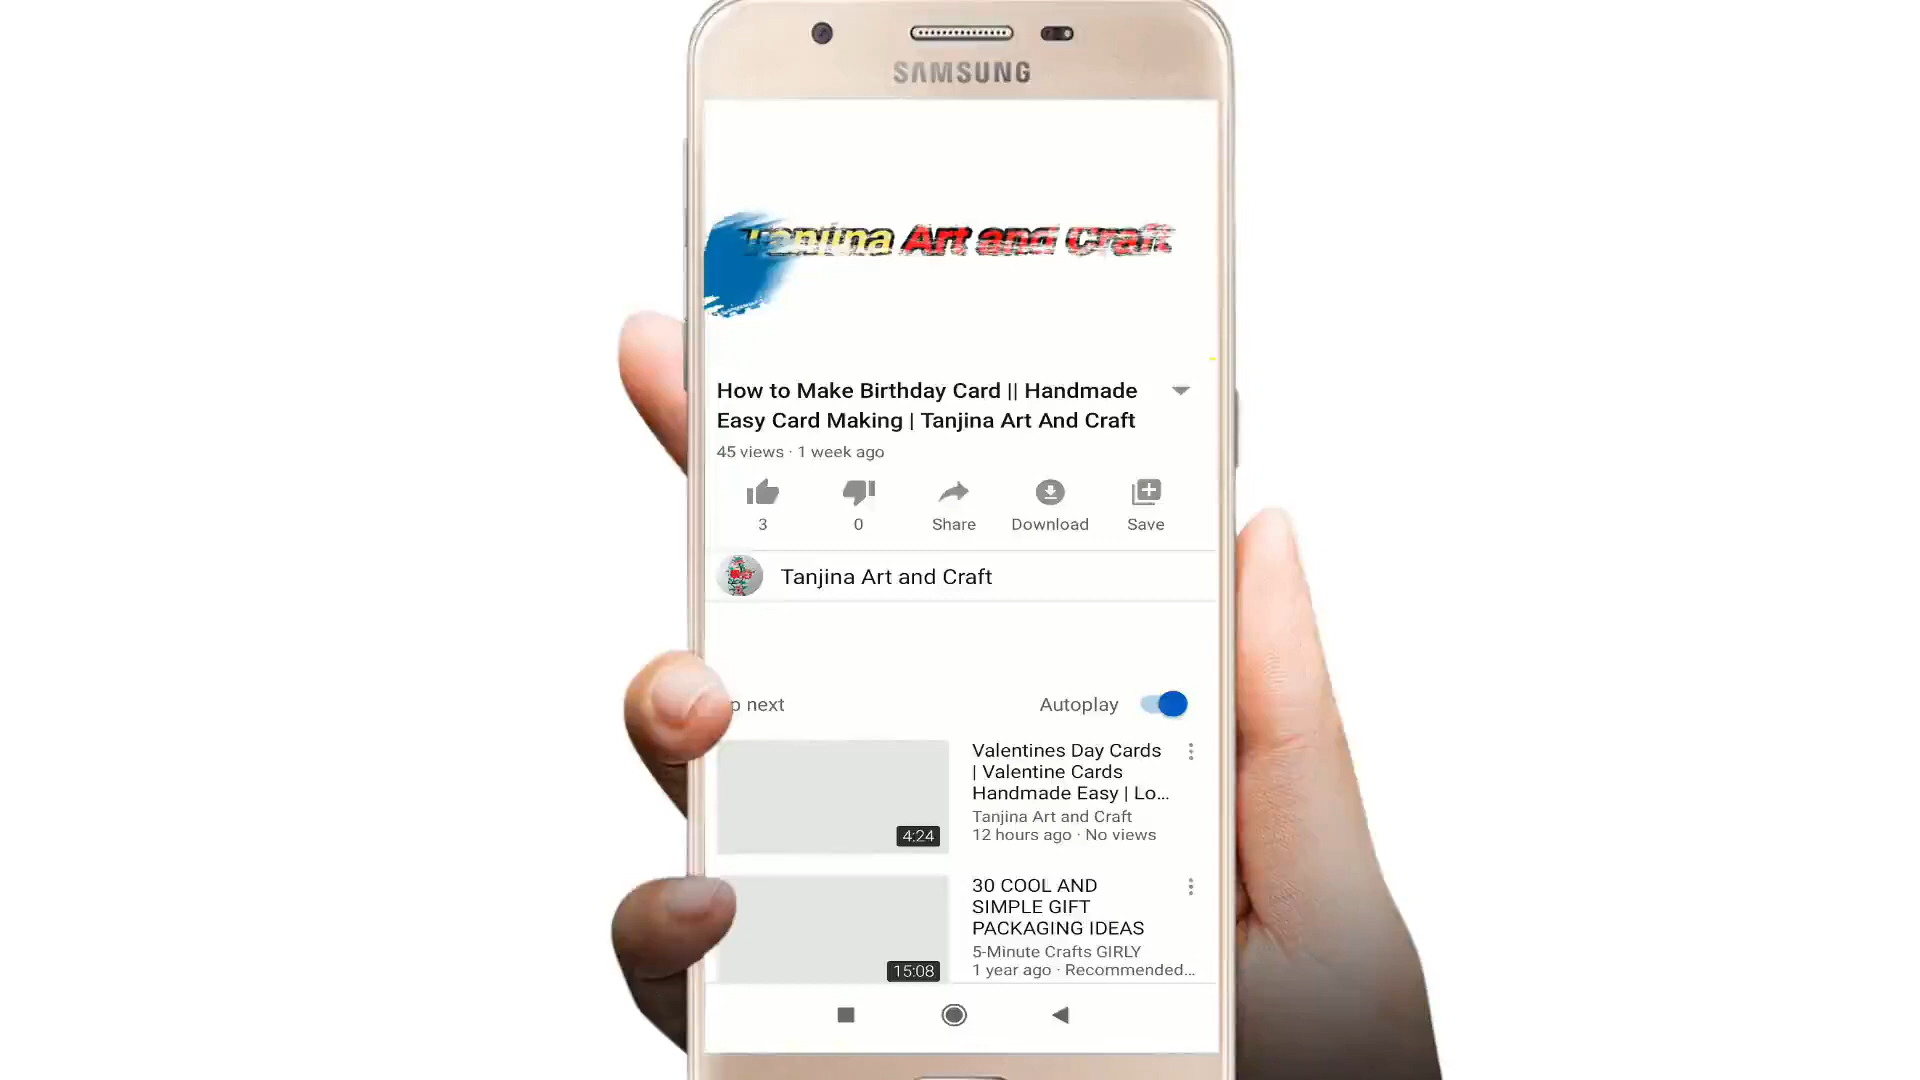 SAMSUNG
Tanjina Art and Craft
How to Make Birthday Card || Handmade
Easy Card Making | Tanjina Art And Craft
45 views · 1 week ago
3
0
Share
Download
Save
Tanjina Art and Craft
p next
Autoplay
Valentines Day Cards
| Valentine Cards
Handmade Easy | Lo...
Tanjina Art and Craft
12 hours ago · No views
4:24
30 COOL AND
SIMPLE GIFT
PACKAGING IDEAS
5-Minute Crafts GIRLY
1 year ago · Recommended...
15:08